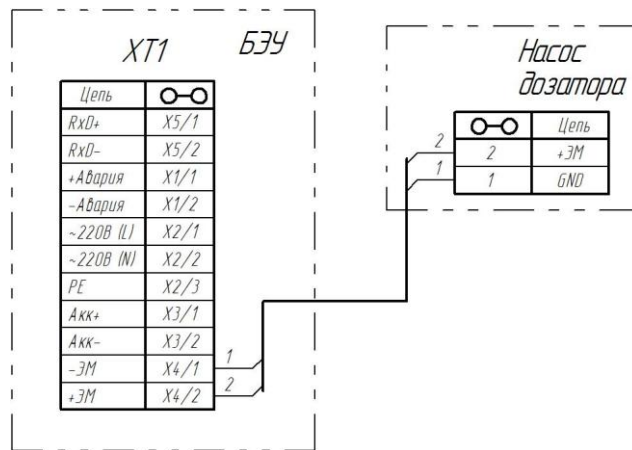 XT1
БЭУ
Цепь
RxD+ X5/1
RxD- X5/2
+Авария X1/1
-Авария X1/2
~220В (L) X2/1
~220В (N) X2/2
PE X2/3
Акк+ X3/1
Акк- X3/2
-ЭМ X4/1
+ЭМ X4/2
1
2
Насос
дозатора
Цепь
2 +ЭМ
1 GND
2
1